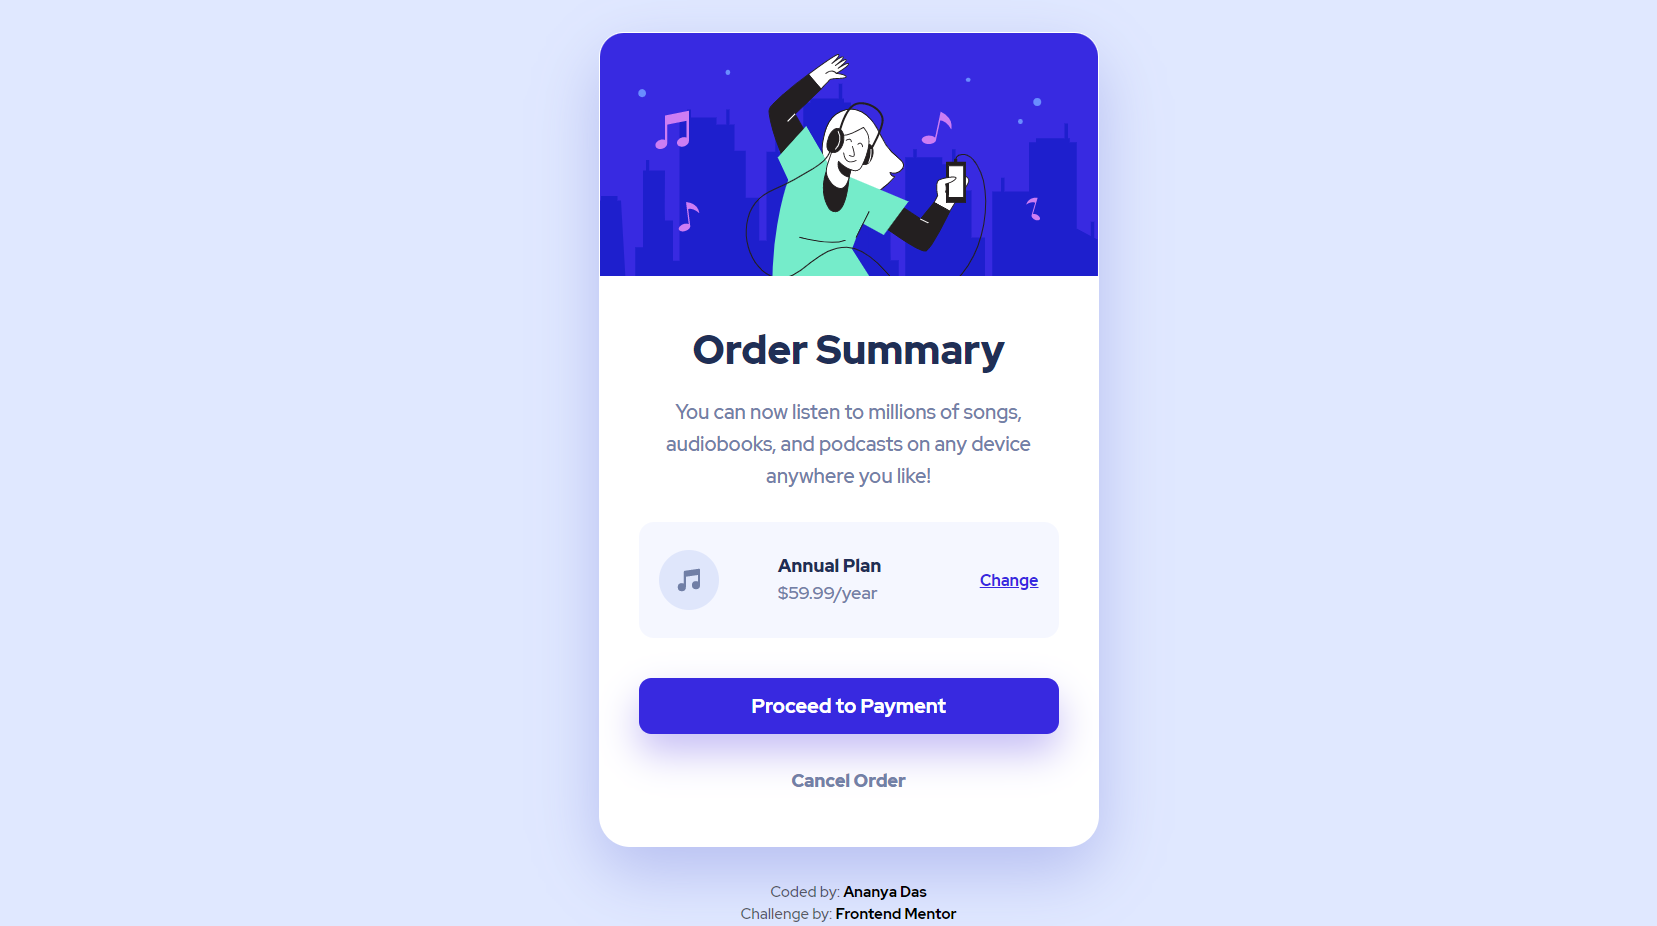 Order Summary
You can now listen to millions of songs,
audiobooks, and podcasts on any device
anywhere you like!
Annual Plan
$59.99/year
Change
Proceed to Payment
Cancel Order
Coded by: Ananya Das
Challenge by: Frontend Mentor